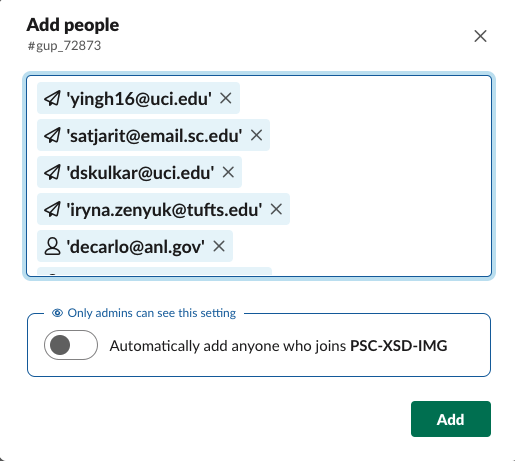 Add people
#gup_72873
'yingh16@uci.edu'
'satjarit@email.sc.edu'
'dskulkar@uci.edu'
'iryna.zenyuk@tufts.edu'
'decarlo@anl.gov'
Only admins can see this setting
Automatically add anyone who joins PSC-XSD-IMG
Add